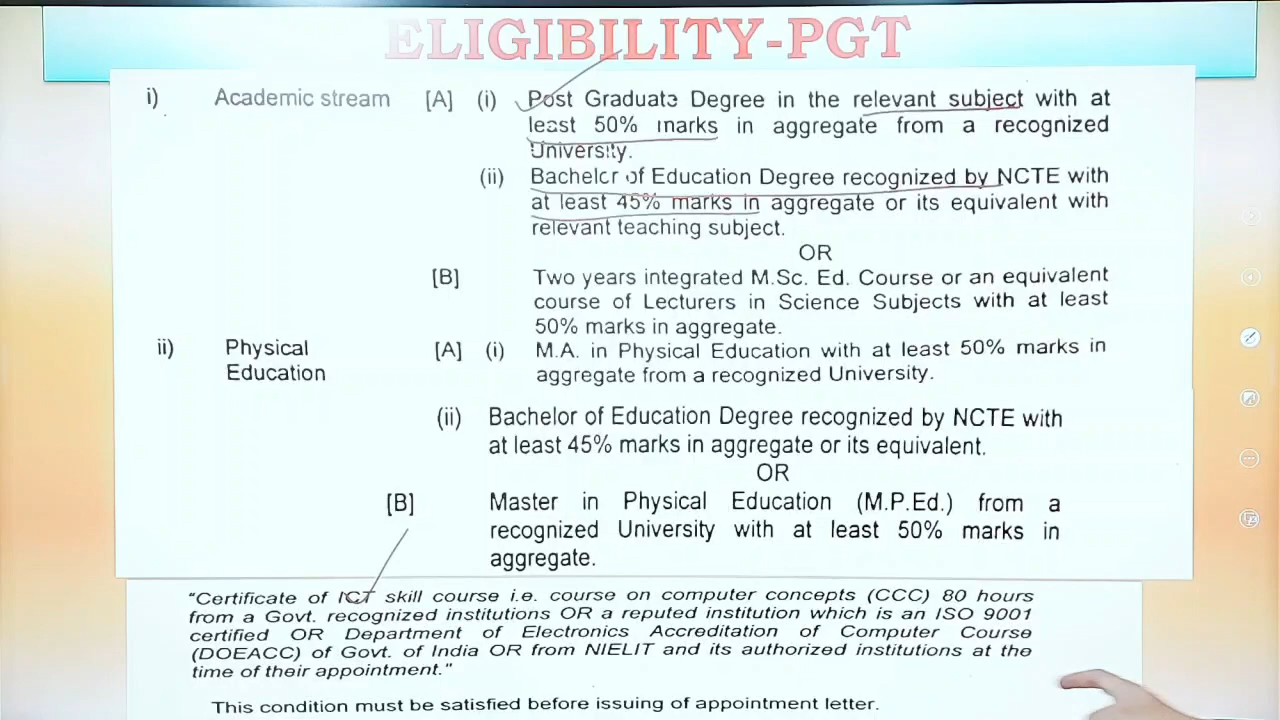 ELIGIBILITY-PGT
i) Academic stream [A] (i) Post Graduate Degree in the relevant subject with at
least 50% marks in aggregate from a recognized
University.
(ii) Bachelor of Education Degree recognized by NCTE with
at least 45% marks in aggregate or its equivalent with
relevant teaching subject.
OR
[B] Two years integrated M.Sc. Ed. Course or an equivalent
course of Lecturers in Science Subjects with at least
50% marks in aggregate.
ii) Physical [A] (i) M.A. in Physical Education with at least 50% marks in
Education aggregate from a recognized University.
(ii) Bachelor of Education Degree recognized by NCTE with
at least 45% marks in aggregate or its equivalent.
OR
[B] Master in Physical Education (M.P.Ed.) from a
recognized University with at least 50% marks in
aggregate.
"Certificate of ICT skill course i.e. course on computer concepts (CCC) 80 hours
from a Govt. recognized institutions OR a reputed institution which is an ISO 9001
certified OR Department of Electronics Accreditation of Computer Course
(DOEACC) of Govt. of India OR from NIELIT and its authorized institutions at the
time of their appointment."
This condition must be satisfied before issuing of appointment letter.